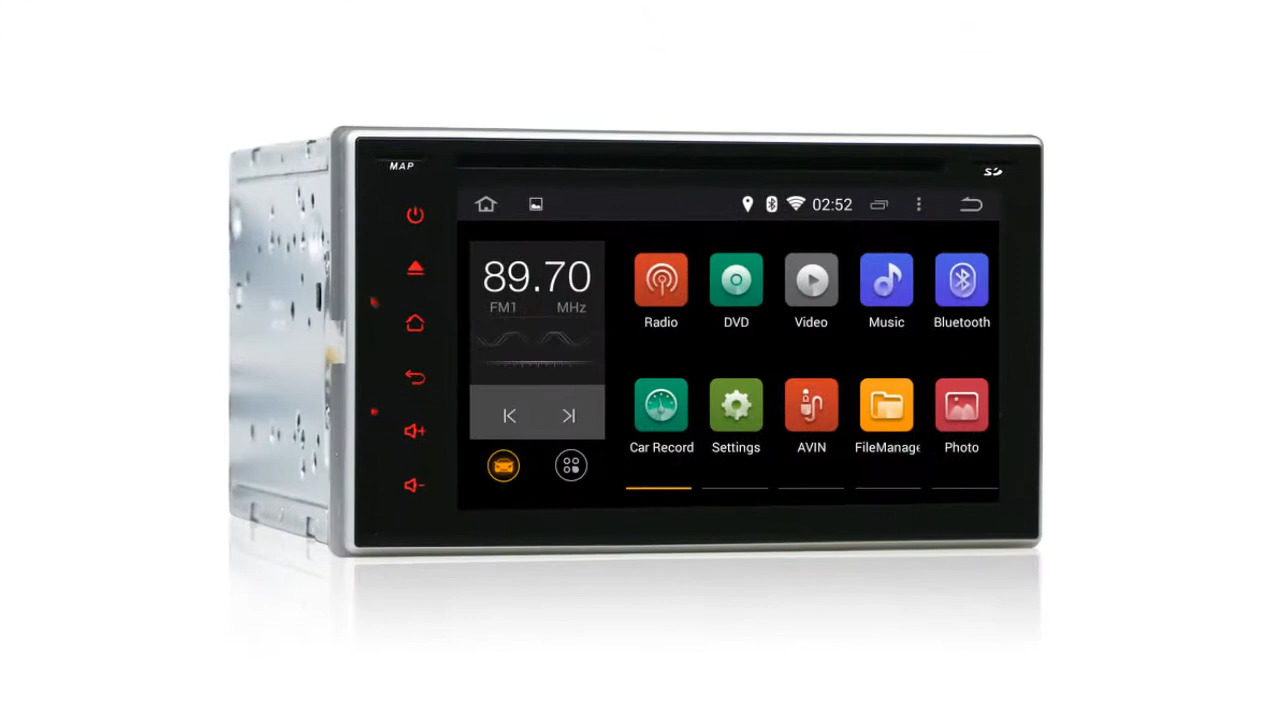 MAP
SD
02:52
89.70
FM1 MHz
Radio DVD Video Music Bluetooth
Car Record Settings AVIN FileManage Photo